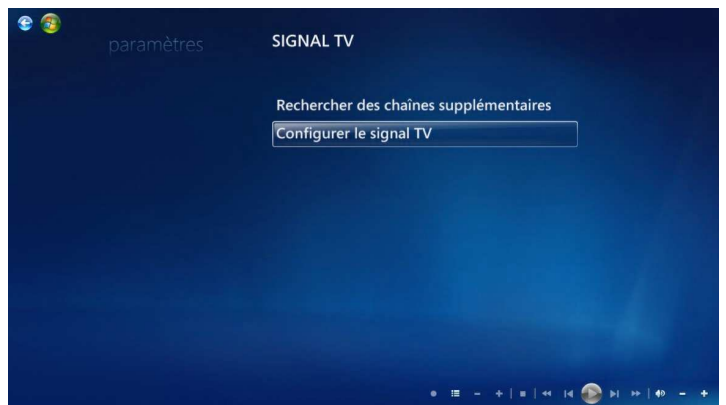 paramètres
SIGNAL TV
Rechercher des chaînes supplémentaires
Configurer le signal TV